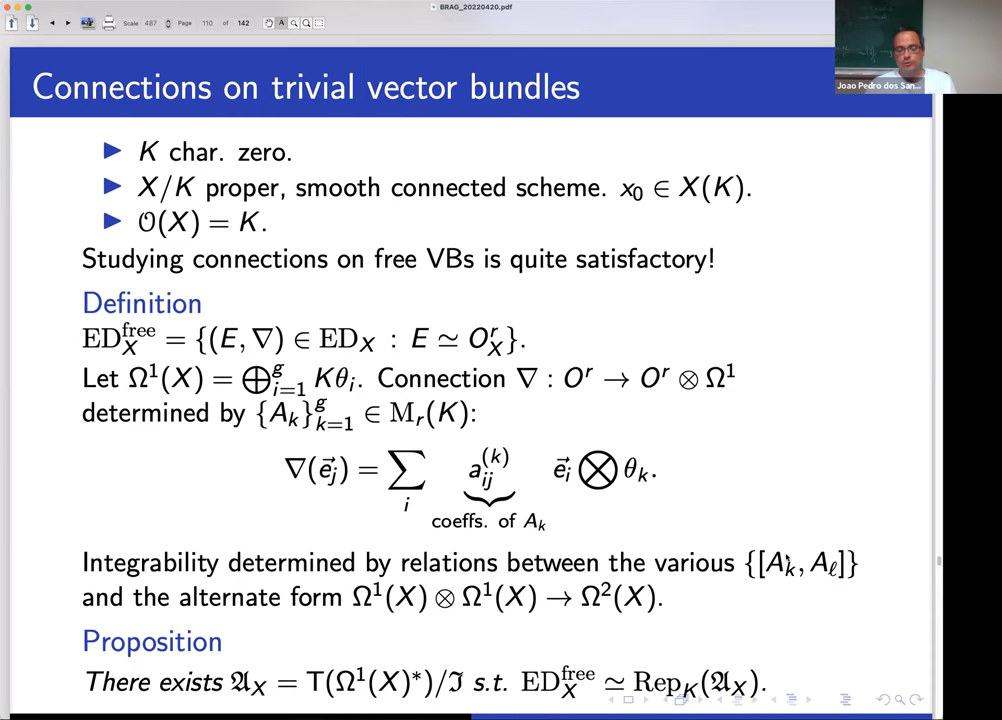 BRAG_20220420.pdf
Scale 487 Page 110 of 142
Joao Pedro dos San...
Connections on trivial vector bundles
▶ K char. zero.
▶ X/K proper, smooth connected scheme. x₀ ∈ X(K).
▶ 𝒪(X) = K.
Studying connections on free VBs is quite satisfactory!
Definition
ED_X^free = {(E, ∇) ∈ ED_X : E ≃ O_X^r}.
Let Ω¹(X) = ⊕_{i=1}^g Kθ_i. Connection ∇ : O^r → O^r ⊗ Ω¹
determined by {A_k}_{k=1}^g ∈ M_r(K):
∇(e⃗_j) = ∑_i a_{ij}^{(k)} e⃗_i ⊗ θ_k.
coeffs. of A_k
Integrability determined by relations between the various {[A_k, A_ℓ]}
and the alternate form Ω¹(X) ⊗ Ω¹(X) → Ω²(X).
Proposition
There exists 𝔄_X = T(Ω¹(X)*)/ℑ s.t. ED_X^free ≃ Rep_K(𝔄_X).